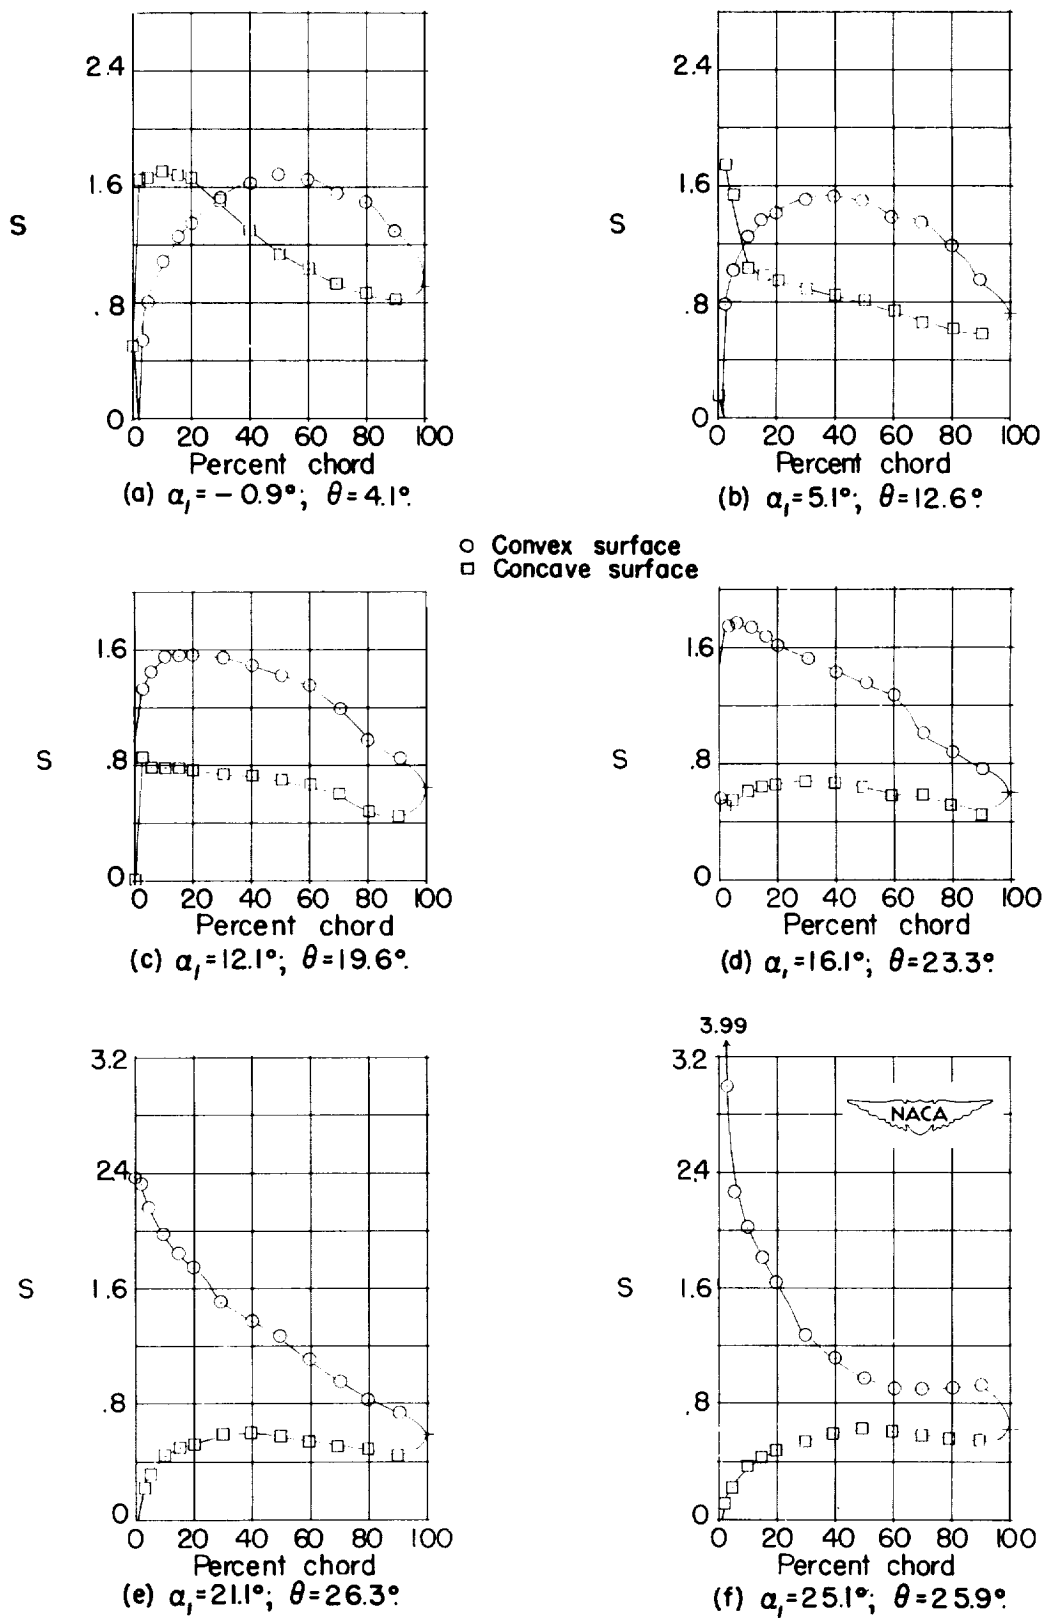 2.4
1.6
S
.8
0
0 20 40 60 80 100
Percent chord
(a) α₁ = - 0.9°; θ = 4.1°.
2.4
1.6
S
.8
0
0 20 40 60 80 100
Percent chord
(b) α₁ = 5.1°; θ = 12.6°.
○ Convex surface
□ Concave surface
1.6
S
.8
0
0 20 40 60 80 100
Percent chord
(c) α₁ = 12.1°; θ = 19.6°.
1.6
S
.8
0
0 20 40 60 80 100
Percent chord
(d) α₁ = 16.1°; θ = 23.3°.
3.2
2.4
1.6
S
.8
0
0 20 40 60 80 100
Percent chord
(e) α₁ = 21.1°; θ = 26.3°.
3.99
3.2
NACA
2.4
1.6
S
.8
0
0 20 40 60 80 100
Percent chord
(f) α₁ = 25.1°; θ = 25.9°.